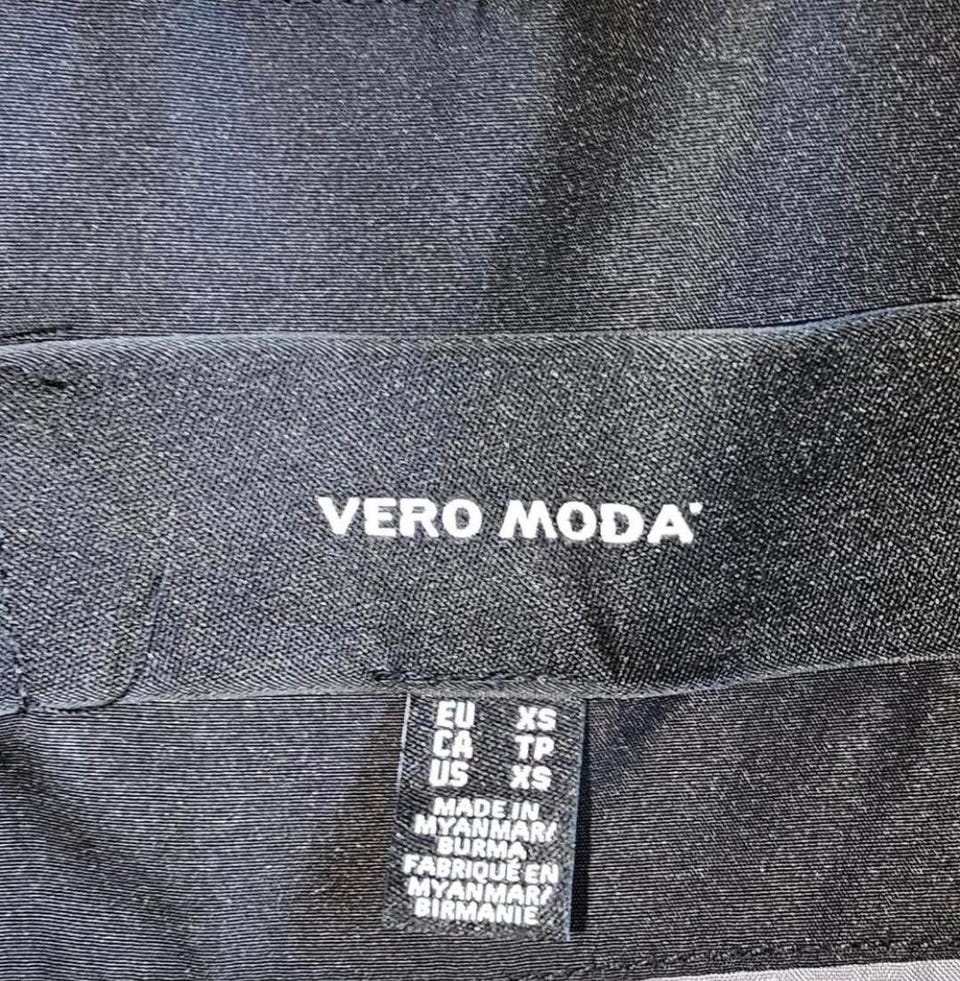 VERO MODA
EU XS
CA TP
US XS
MADE IN
MYANMAR/
BURMA
FABRIQUÉ EN
MYANMAR/
BIRMANIE